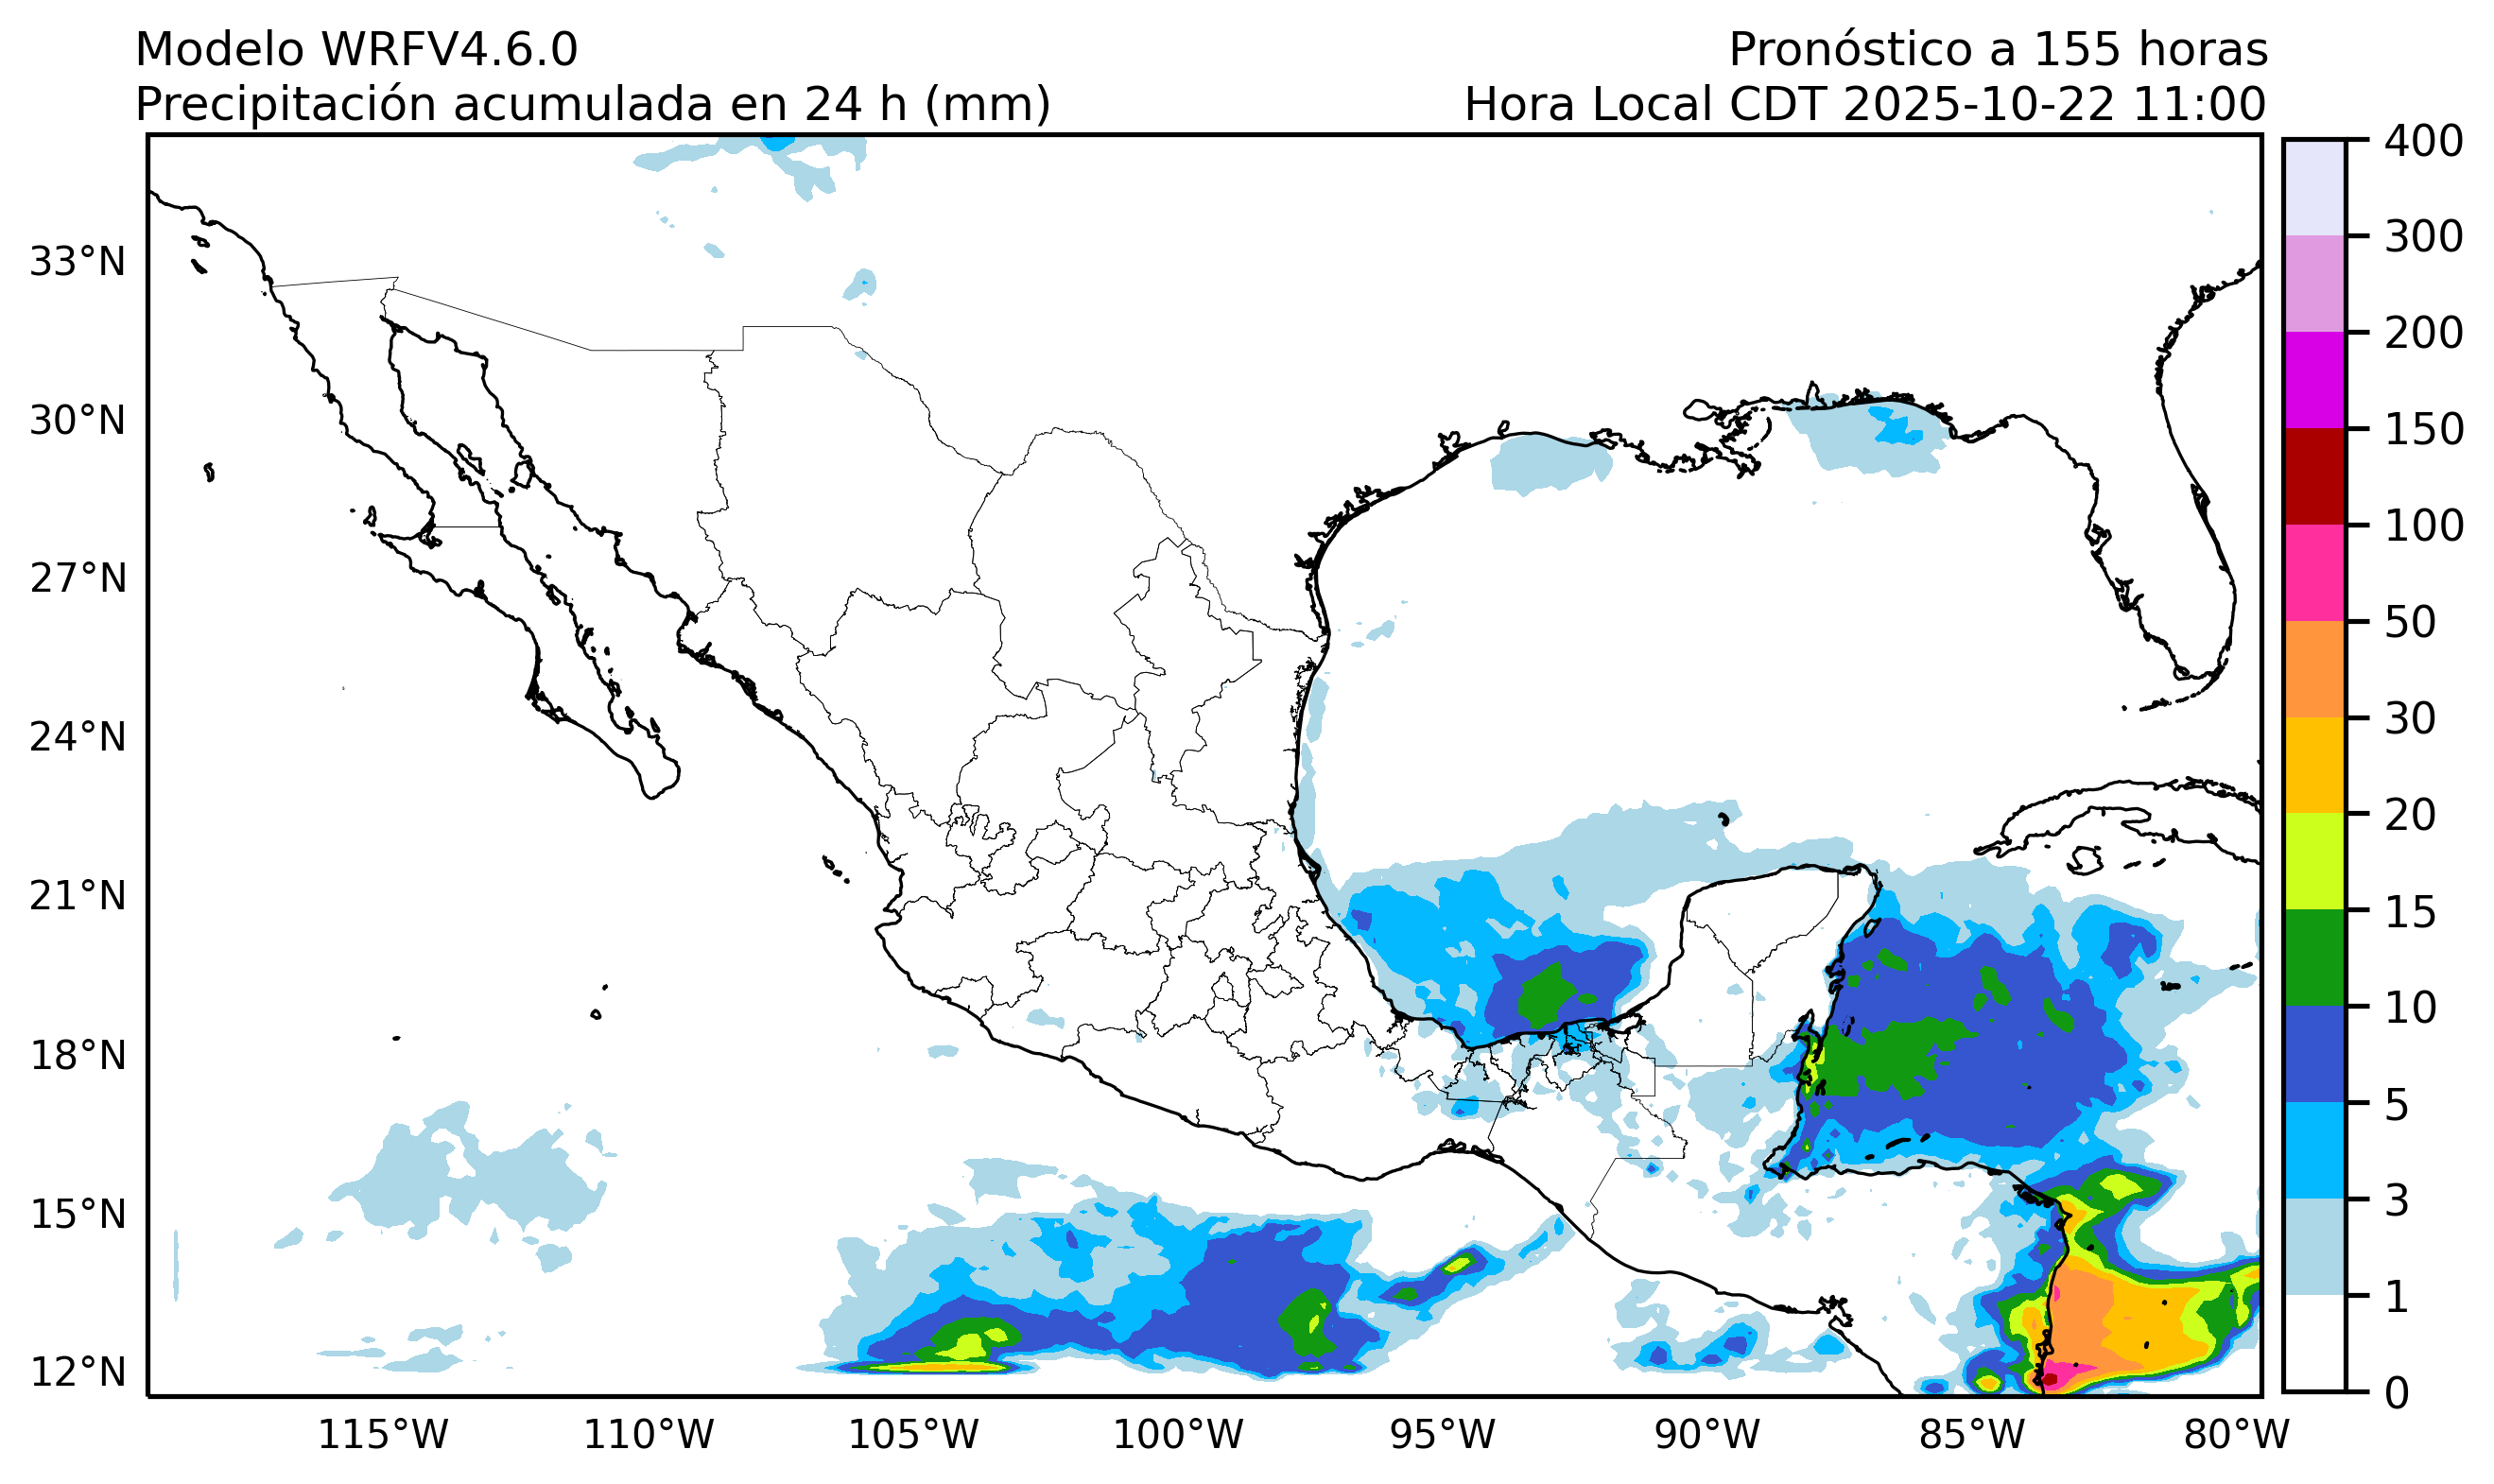 Modelo WRFV4.6.0
Pronóstico a 155 horas
Precipitación acumulada en 24 h (mm)
Hora Local CDT 2025-10-22 11:00
33°N
30°N
27°N
24°N
21°N
18°N
15°N
12°N
115°W
110°W
105°W
100°W
95°W
90°W
85°W
80°W
400
300
200
150
100
50
30
20
15
10
5
3
1
0